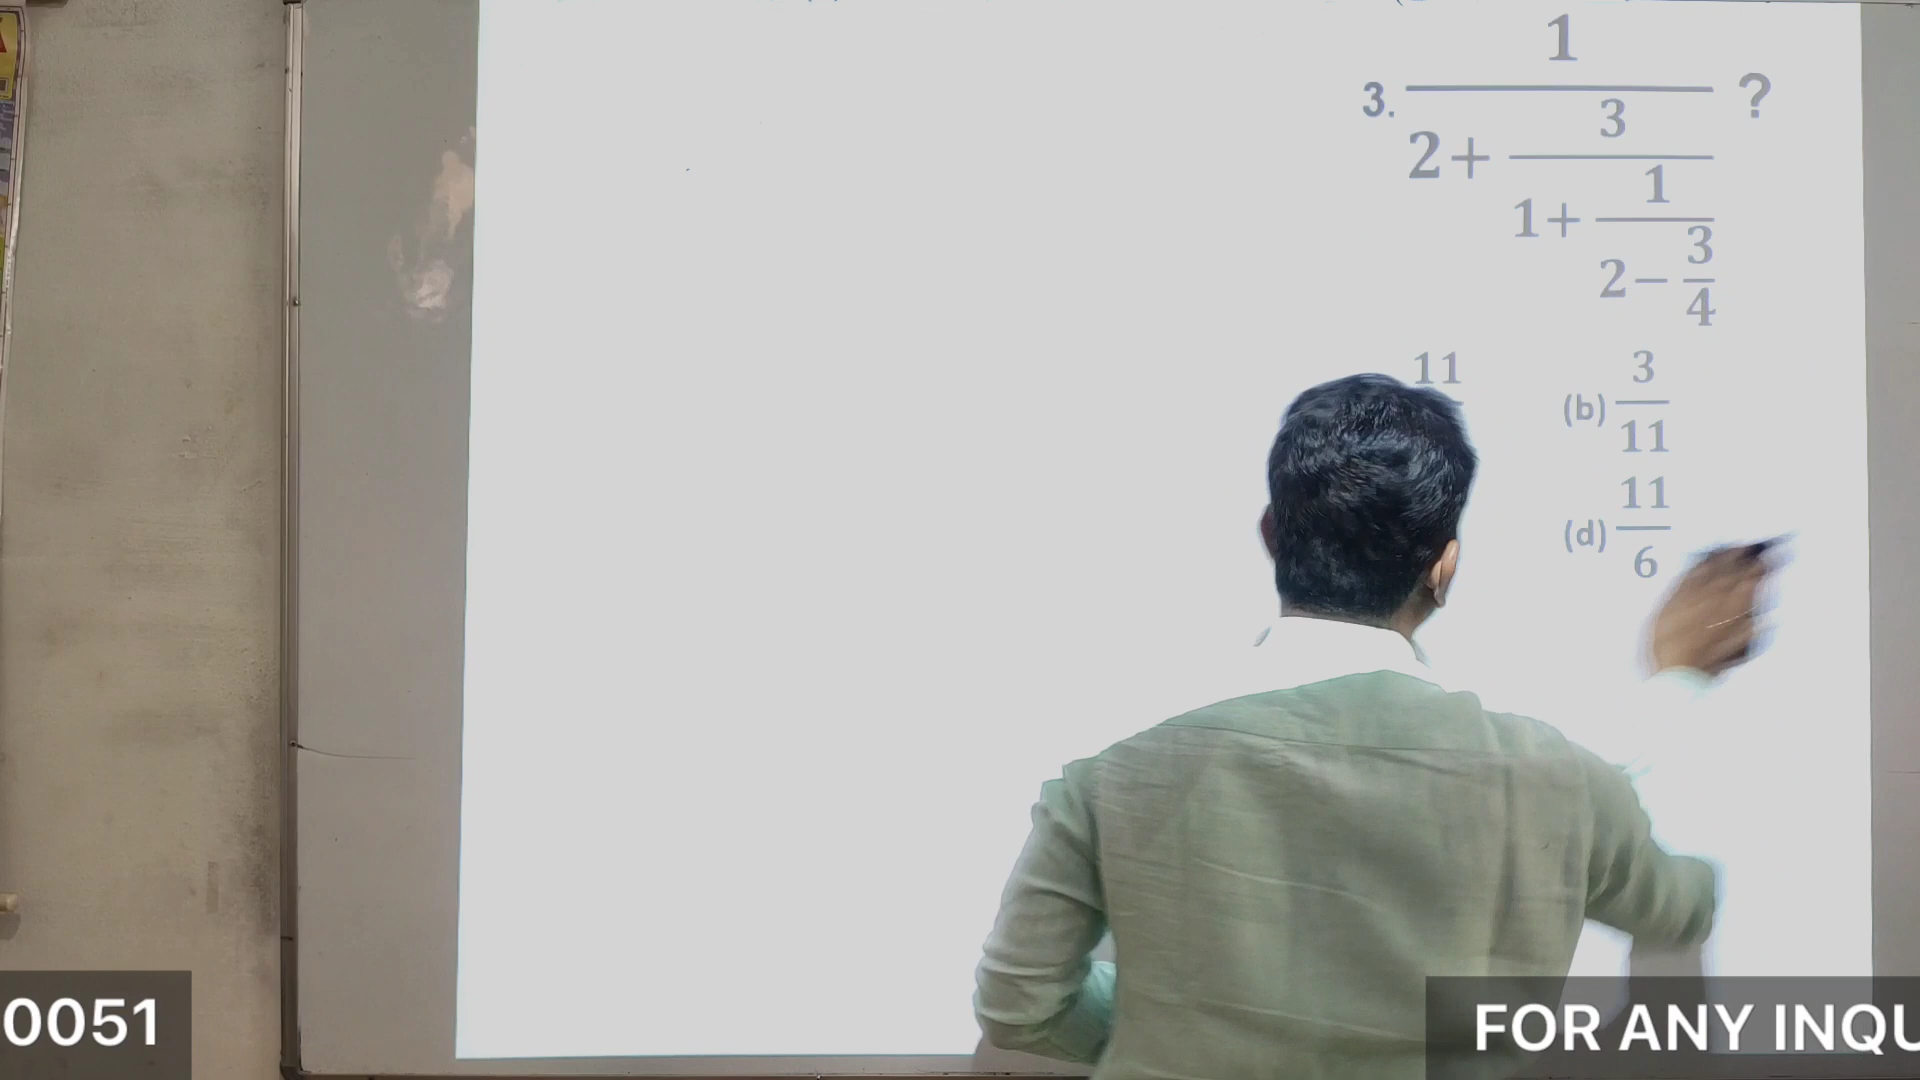 3. 1 / (2 + 3 / (1 + 1 / (2 − 3/4))) ?
11
(b) 3/11
(d) 11/6
0051
FOR ANY INQU